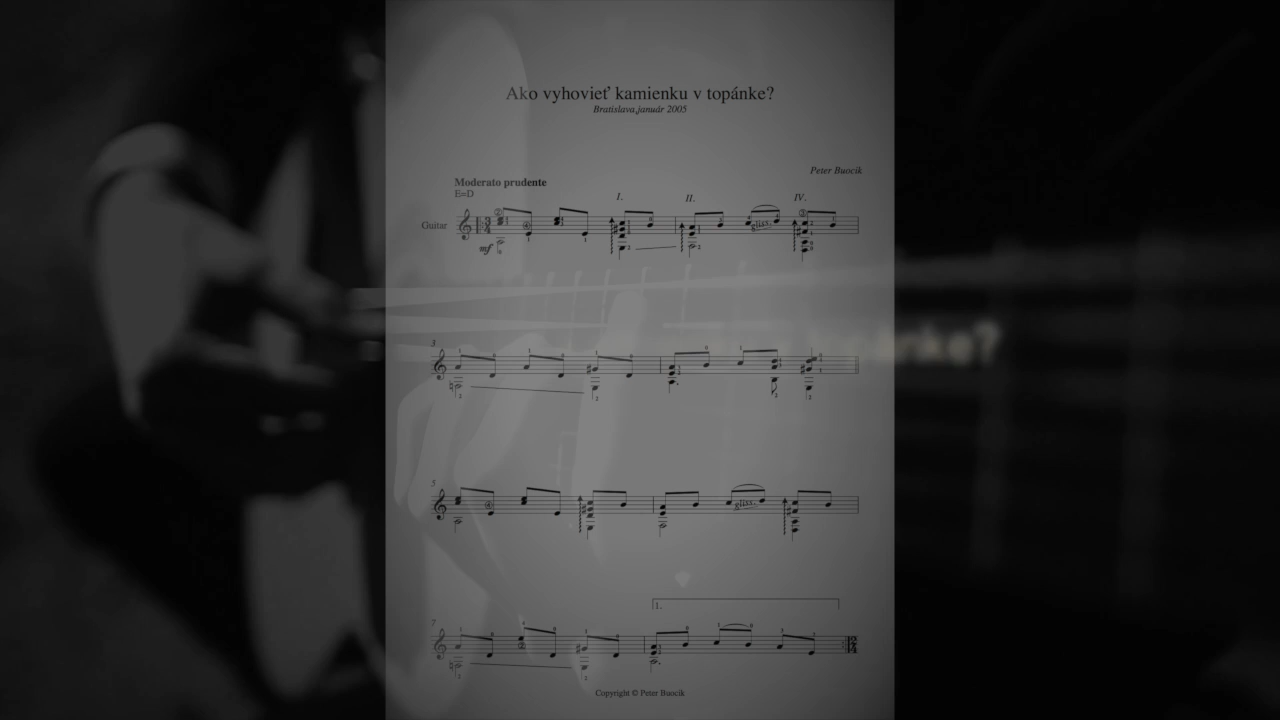 Ako vyhovieť kamienku v topánke?
Bratislava,január 2005
Peter Buocik
Moderato prudente
E=D
I.
II.
IV.
Guitar
mf
gliss.
3
5
gliss.
1.
7
Copyright © Peter Buocik